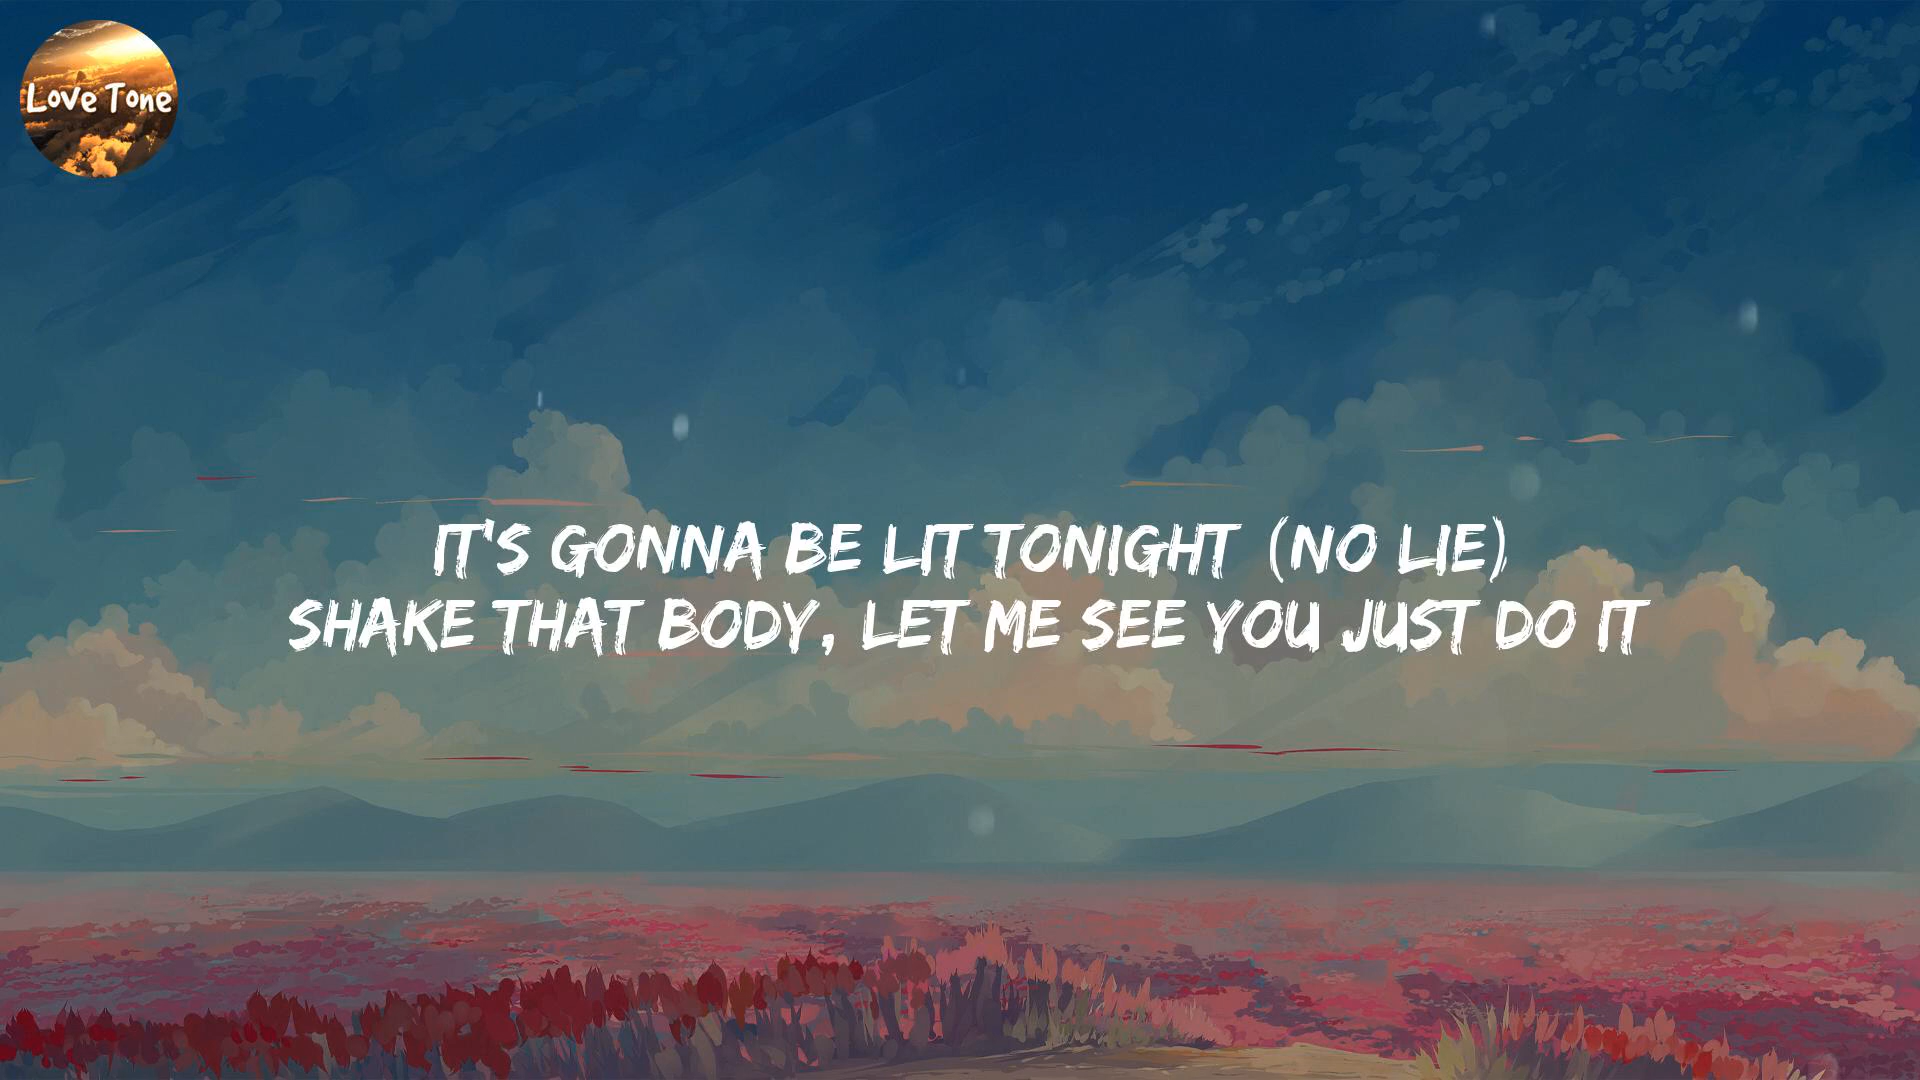 Love Tone
IT'S GONNA BE LIT TONIGHT (NO LIE)
SHAKE THAT BODY, LET ME SEE YOU JUST DO IT